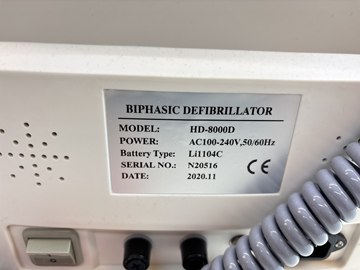 BIPHASIC DEFIBRILLATOR
MODEL: HD-8000D
POWER: AC100-240V,50/60Hz
Battery Type: Li1104C
SERIAL NO.: N20516
DATE: 2020.11
CE